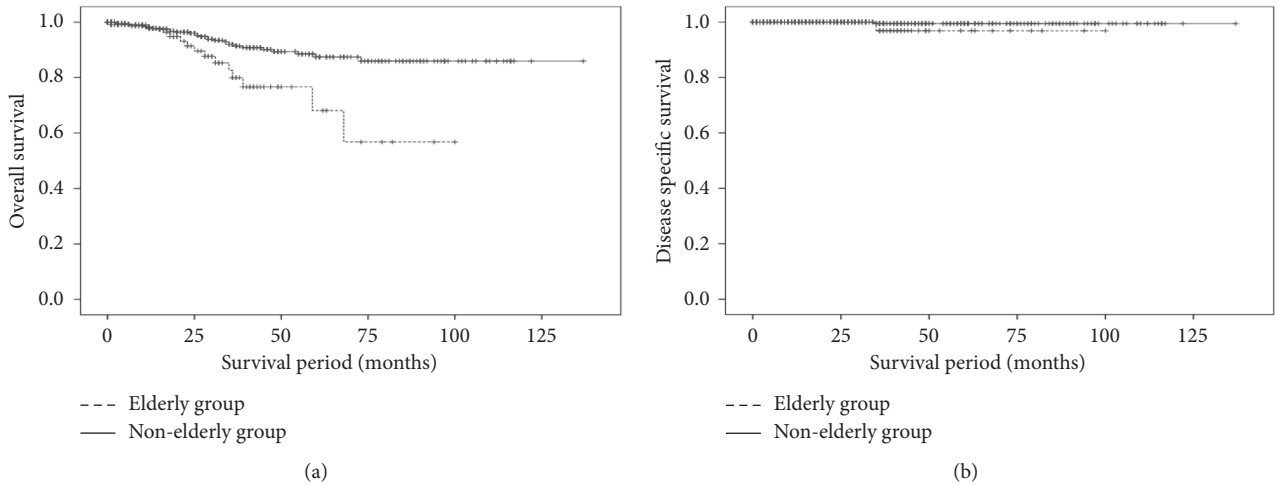 1.0
0.8
0.6
0.4
0.2
0.0
Overall survival
0 25 50 75 100 125
Survival period (months)
Elderly group
Non-elderly group
(a)
1.0
0.8
0.6
0.4
0.2
0.0
Disease specific survival
0 25 50 75 100 125
Survival period (months)
Elderly group
Non-elderly group
(b)